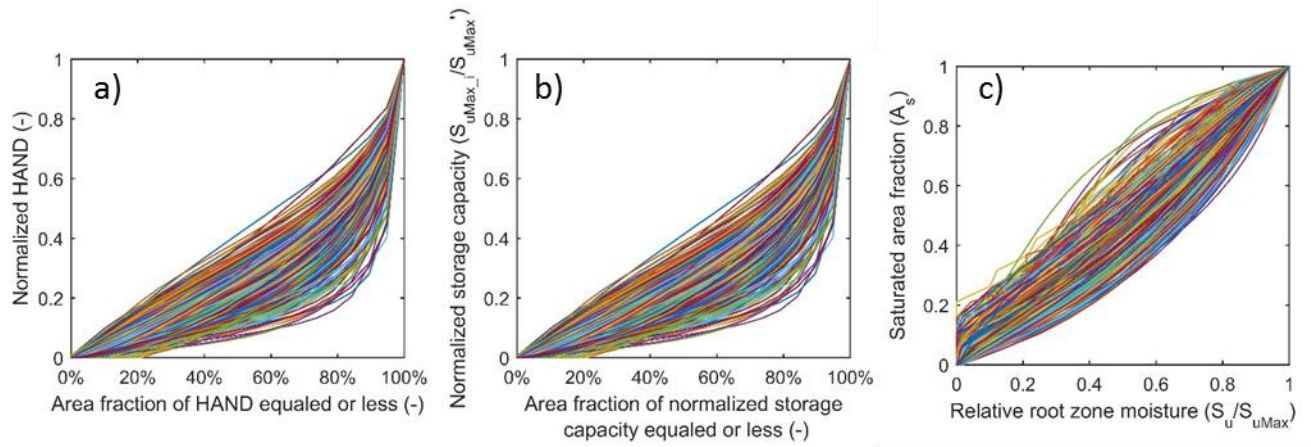 a)
Normalized HAND (-)
1
0.8
0.6
0.4
0.2
0
0% 20% 40% 60% 80% 100%
Area fraction of HAND equaled or less (-)
b)
Normalized storage capacity (SuMax_i/SuMax')
1
0.8
0.6
0.4
0.2
0
0% 20% 40% 60% 80% 100%
Area fraction of normalized storage
capacity equaled or less (-)
c)
Saturated area fraction (As)
1
0.8
0.6
0.4
0.2
0
0 0.2 0.4 0.6 0.8 1
Relative root zone moisture (Su/SuMax)